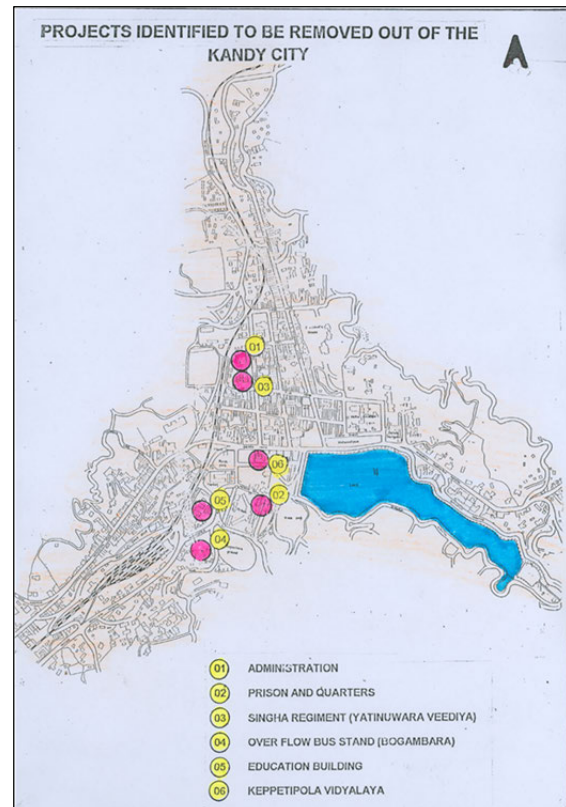 PROJECTS IDENTIFIED TO BE REMOVED OUT OF THE
KANDY CITY
01
03
06
02
05
04
01 ADMINISTRATION
02 PRISON AND QUARTERS
03 SINGHA REGIMENT (YATINUWARA VEEDIYA)
04 OVER FLOW BUS STAND [BOGAMBARA)
05 EDUCATION BUILDING
06 KEPPETIPOLA VIDYALAYA